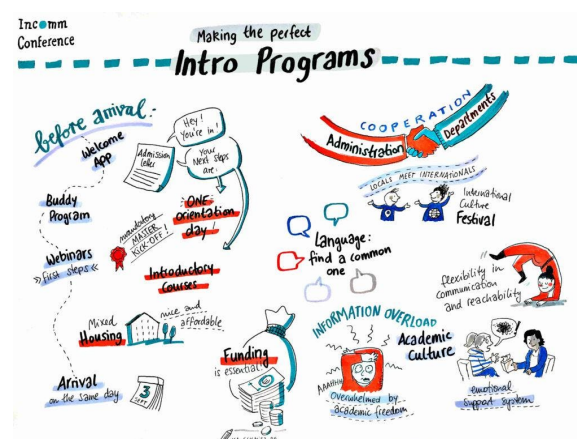 Incomm
Conference
Making the perfect
Intro Programs
before arrival:
Welcome
App
Buddy
Program
Webinars
»first steps«
Mixed
Housing
nice and
affordable
Arrival
on the same day
3
SEPT
Hey!
You're in!
Admission
letter
Your
Next steps
are.
ONE
orientation
day!
mandatory
MASTER
KICK-OFF!
Introductory
Courses
Funding
is essential
COOPERATION
Administration
Departments
LOCALS MEET INTERNATIONALS
International
Culture
Festival
Language:
find a common
one
flexibility in
communication
and reachability
INFORMATION OVERLOAD
AAAHHH
overwhelmed by
academic freedom
Academic
Culture
emotional
support system